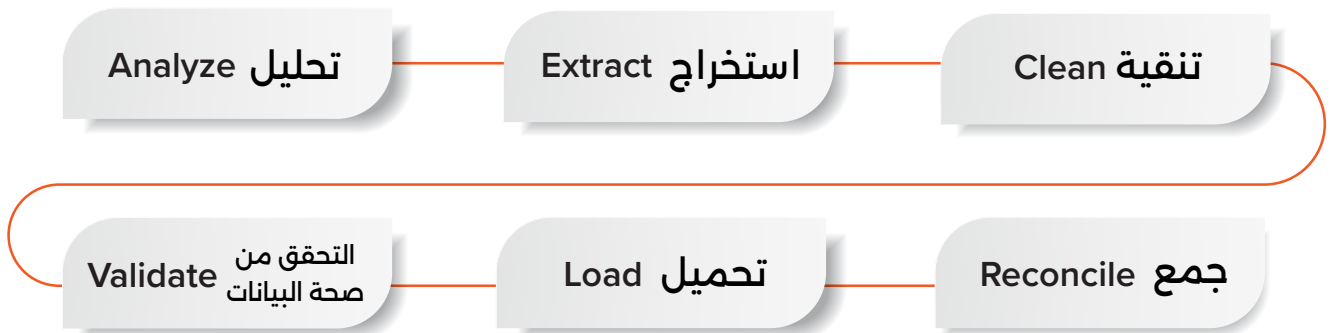 تحليل Analyze
استخراج Extract
تنقية Clean
التحقق من
صحة البيانات Validate
تحميل Load
جمع Reconcile